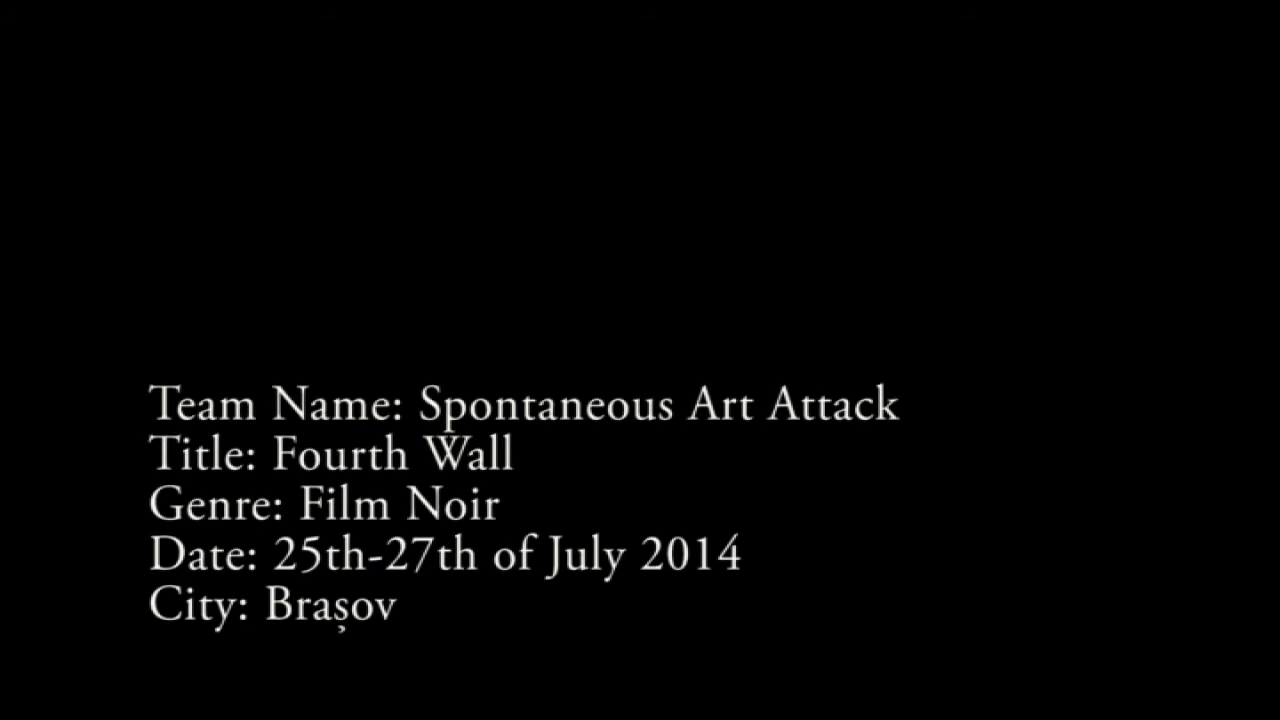 Team Name: Spontaneous Art Attack
Title: Fourth Wall
Genre: Film Noir
Date: 25th-27th of July 2014
City: Brașov